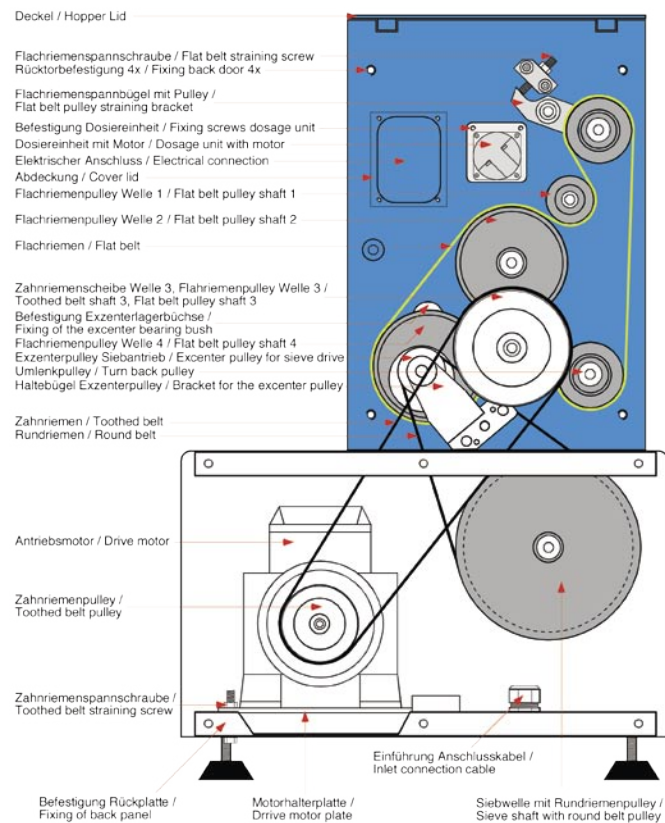 Deckel / Hopper Lid
Flachriemenspannschraube / Flat belt straining screw
Rücktorbefestigung 4x / Fixing back door 4x
Flachriemenspannbügel mit Pulley /
Flat belt pulley straining bracket
Befestigung Dosiereinheit / Fixing screws dosage unit
Dosiereinheit mit Motor / Dosage unit with motor
Elektrischer Anschluss / Electrical connection
Abdeckung / Cover lid
Flachriemenpulley Welle 1 / Flat belt pulley shaft 1
Flachriemenpulley Welle 2 / Flat belt pulley shaft 2
Flachriemen / Flat belt
Zahnriemenscheibe Welle 3, Flahriemenpulley Welle 3 /
Toothed belt shaft 3, Flat belt pulley shaft 3
Befestigung Exzenterlagerbüchse /
Fixing of the excenter bearing bush
Flachriemenpulley Welle 4 / Flat belt pulley shaft 4
Exzenterpulley Siebantrieb / Excenter pulley for sieve drive
Umlenkpulley / Turn back pulley
Haltebügel Exzenterpulley / Bracket for the excenter pulley
Zahnriemen / Toothed belt
Rundriemen / Round belt
Antriebsmotor / Drive motor
Zahnriemenpulley /
Toothed belt pulley
Zahnriemenspannschraube /
Toothed belt straining screw
Einführung Anschlusskabel /
Inlet connection cable
Befestigung Rückplatte /
Fixing of back panel
Motorhalterplatte /
Drrive motor plate
Siebwelle mit Rundriemenpulley /
Sieve shaft with round belt pulley